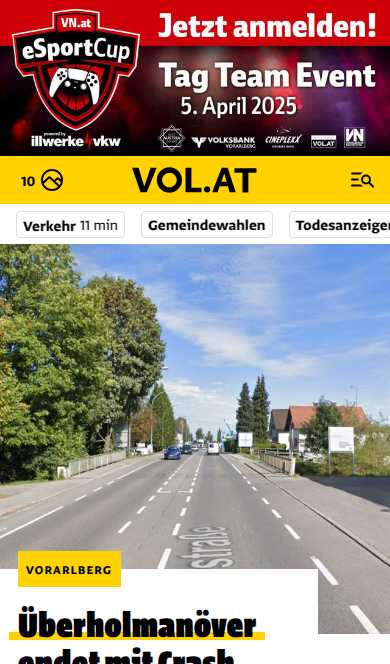 VN.at
eSportCup
Jetzt anmelden!
Tag Team Event
5. April 2025
powered by
illwerke vkw
VOLKSBANK
VORARLBERG
CINEPLEXX
VOL.AT
VN
10
VOL.AT
Verkehr 11 min
Gemeindewahlen
Todesanzeigen
straße
VORARLBERG
Überholmanöver
endet mit Crash